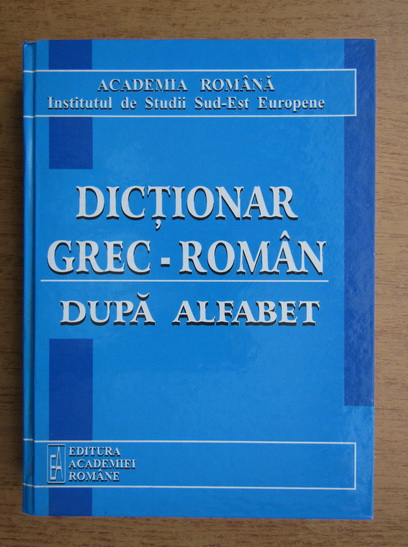 ACADEMIA ROMÂNĂ
Institutul de Studii Sud-Est Europene
DICȚIONAR
GREC - ROMÂN
DUPĂ ALFABET
EA
EDITURA
ACADEMIEI
ROMÂNE